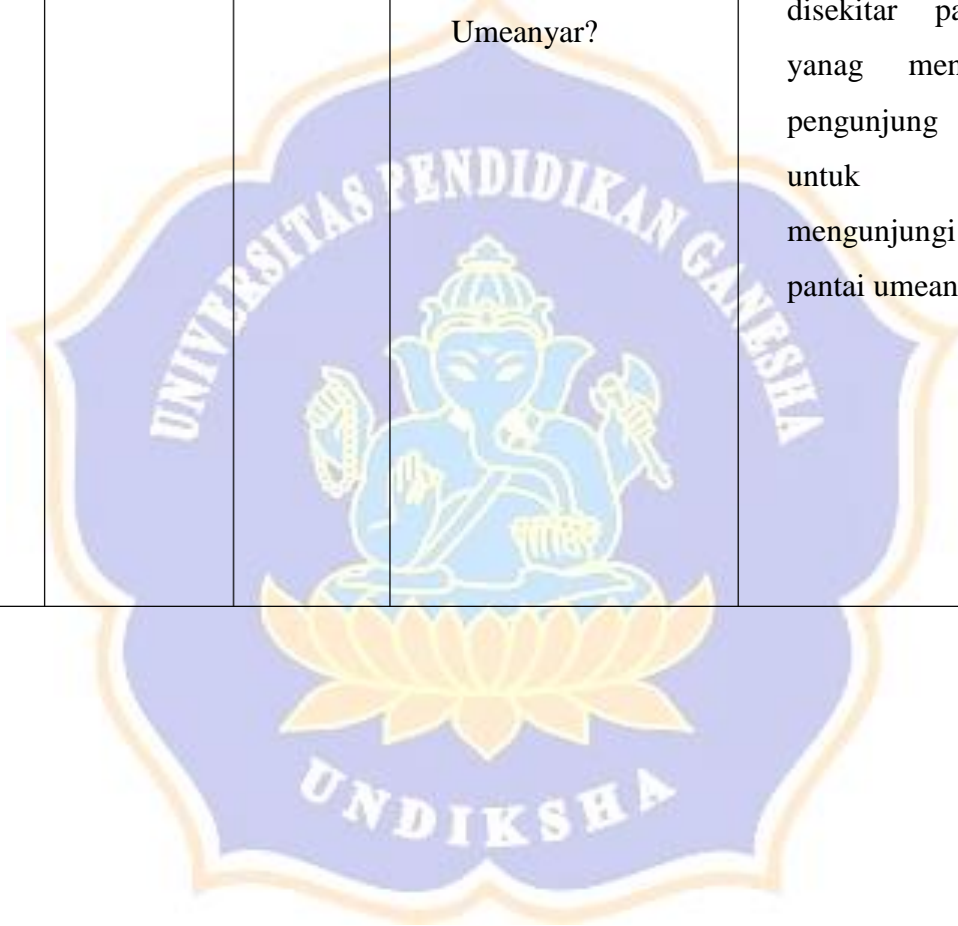 Umeanyar?
disekitar pa
yanag men
pengunjung
untuk
mengunjungi
pantai umean
UNIVERSITAS PENDIDIKAN GANESHA
UNDIKSHA